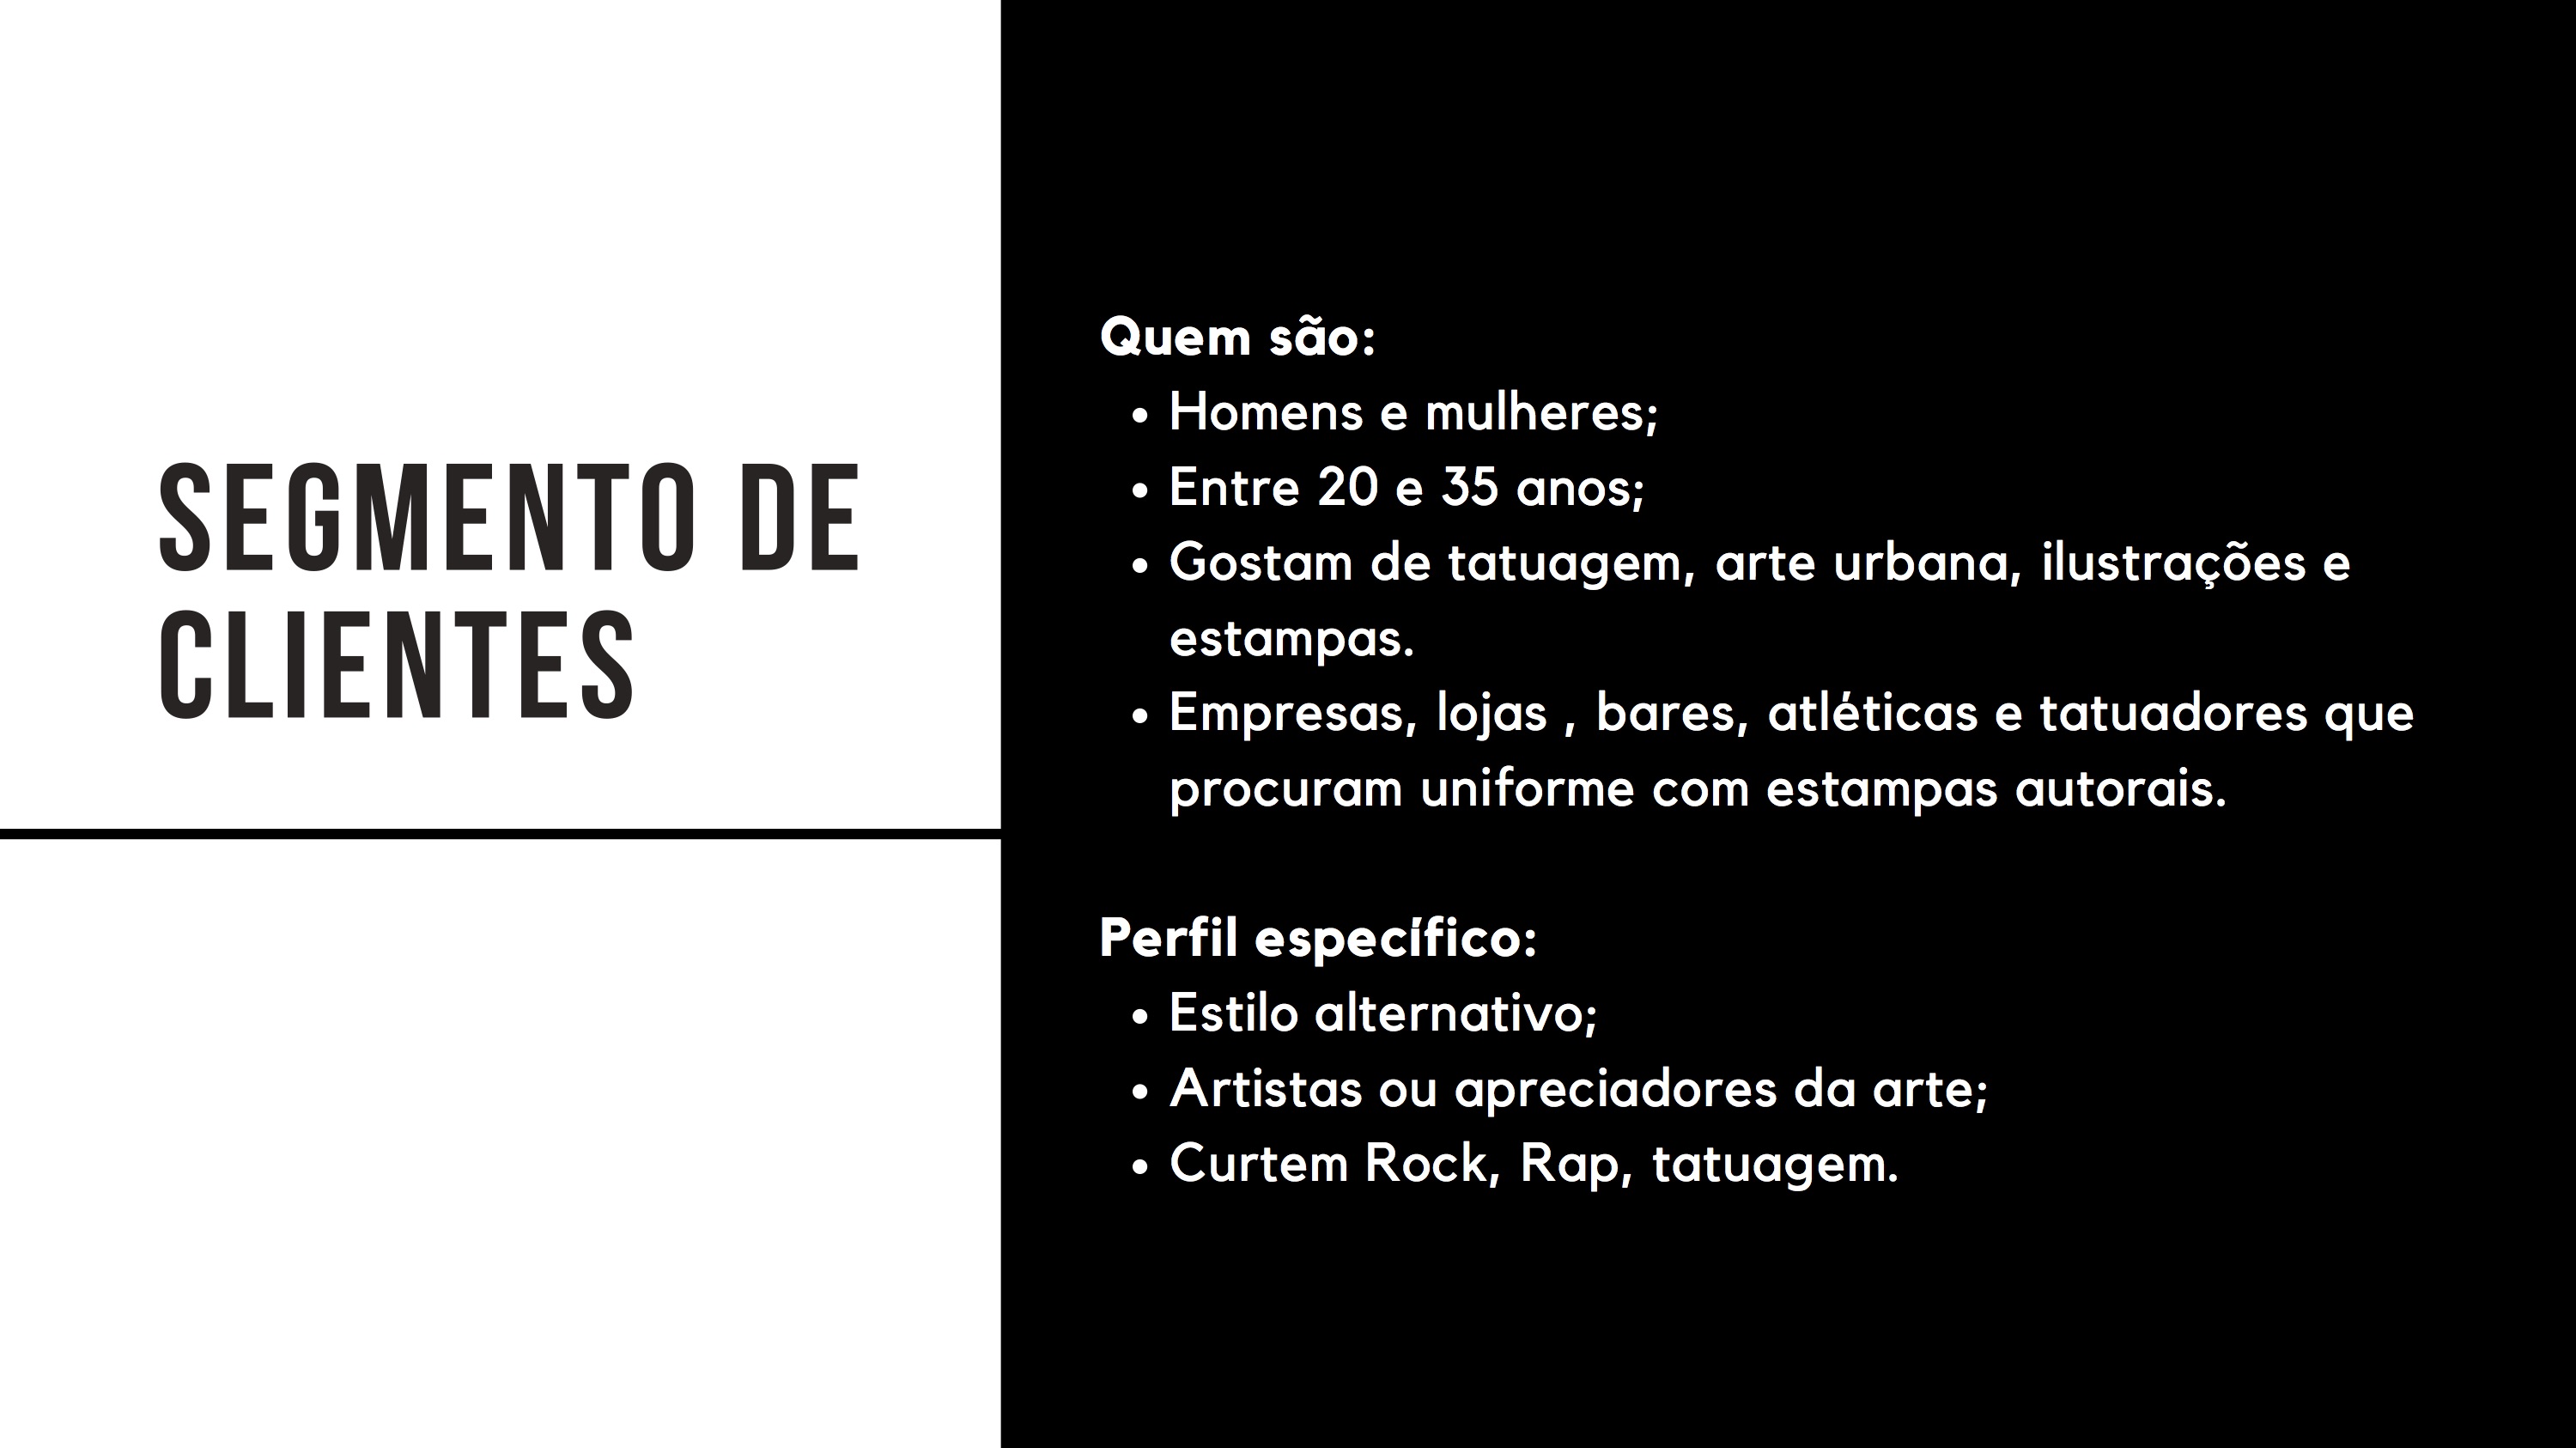 SEGMENTO DE
CLIENTES
Quem são:
• Homens e mulheres;
• Entre 20 e 35 anos;
• Gostam de tatuagem, arte urbana, ilustrações e
estampas.
• Empresas, lojas , bares, atléticas e tatuadores que
procuram uniforme com estampas autorais.
Perfil específico:
• Estilo alternativo;
• Artistas ou apreciadores da arte;
• Curtem Rock, Rap, tatuagem.